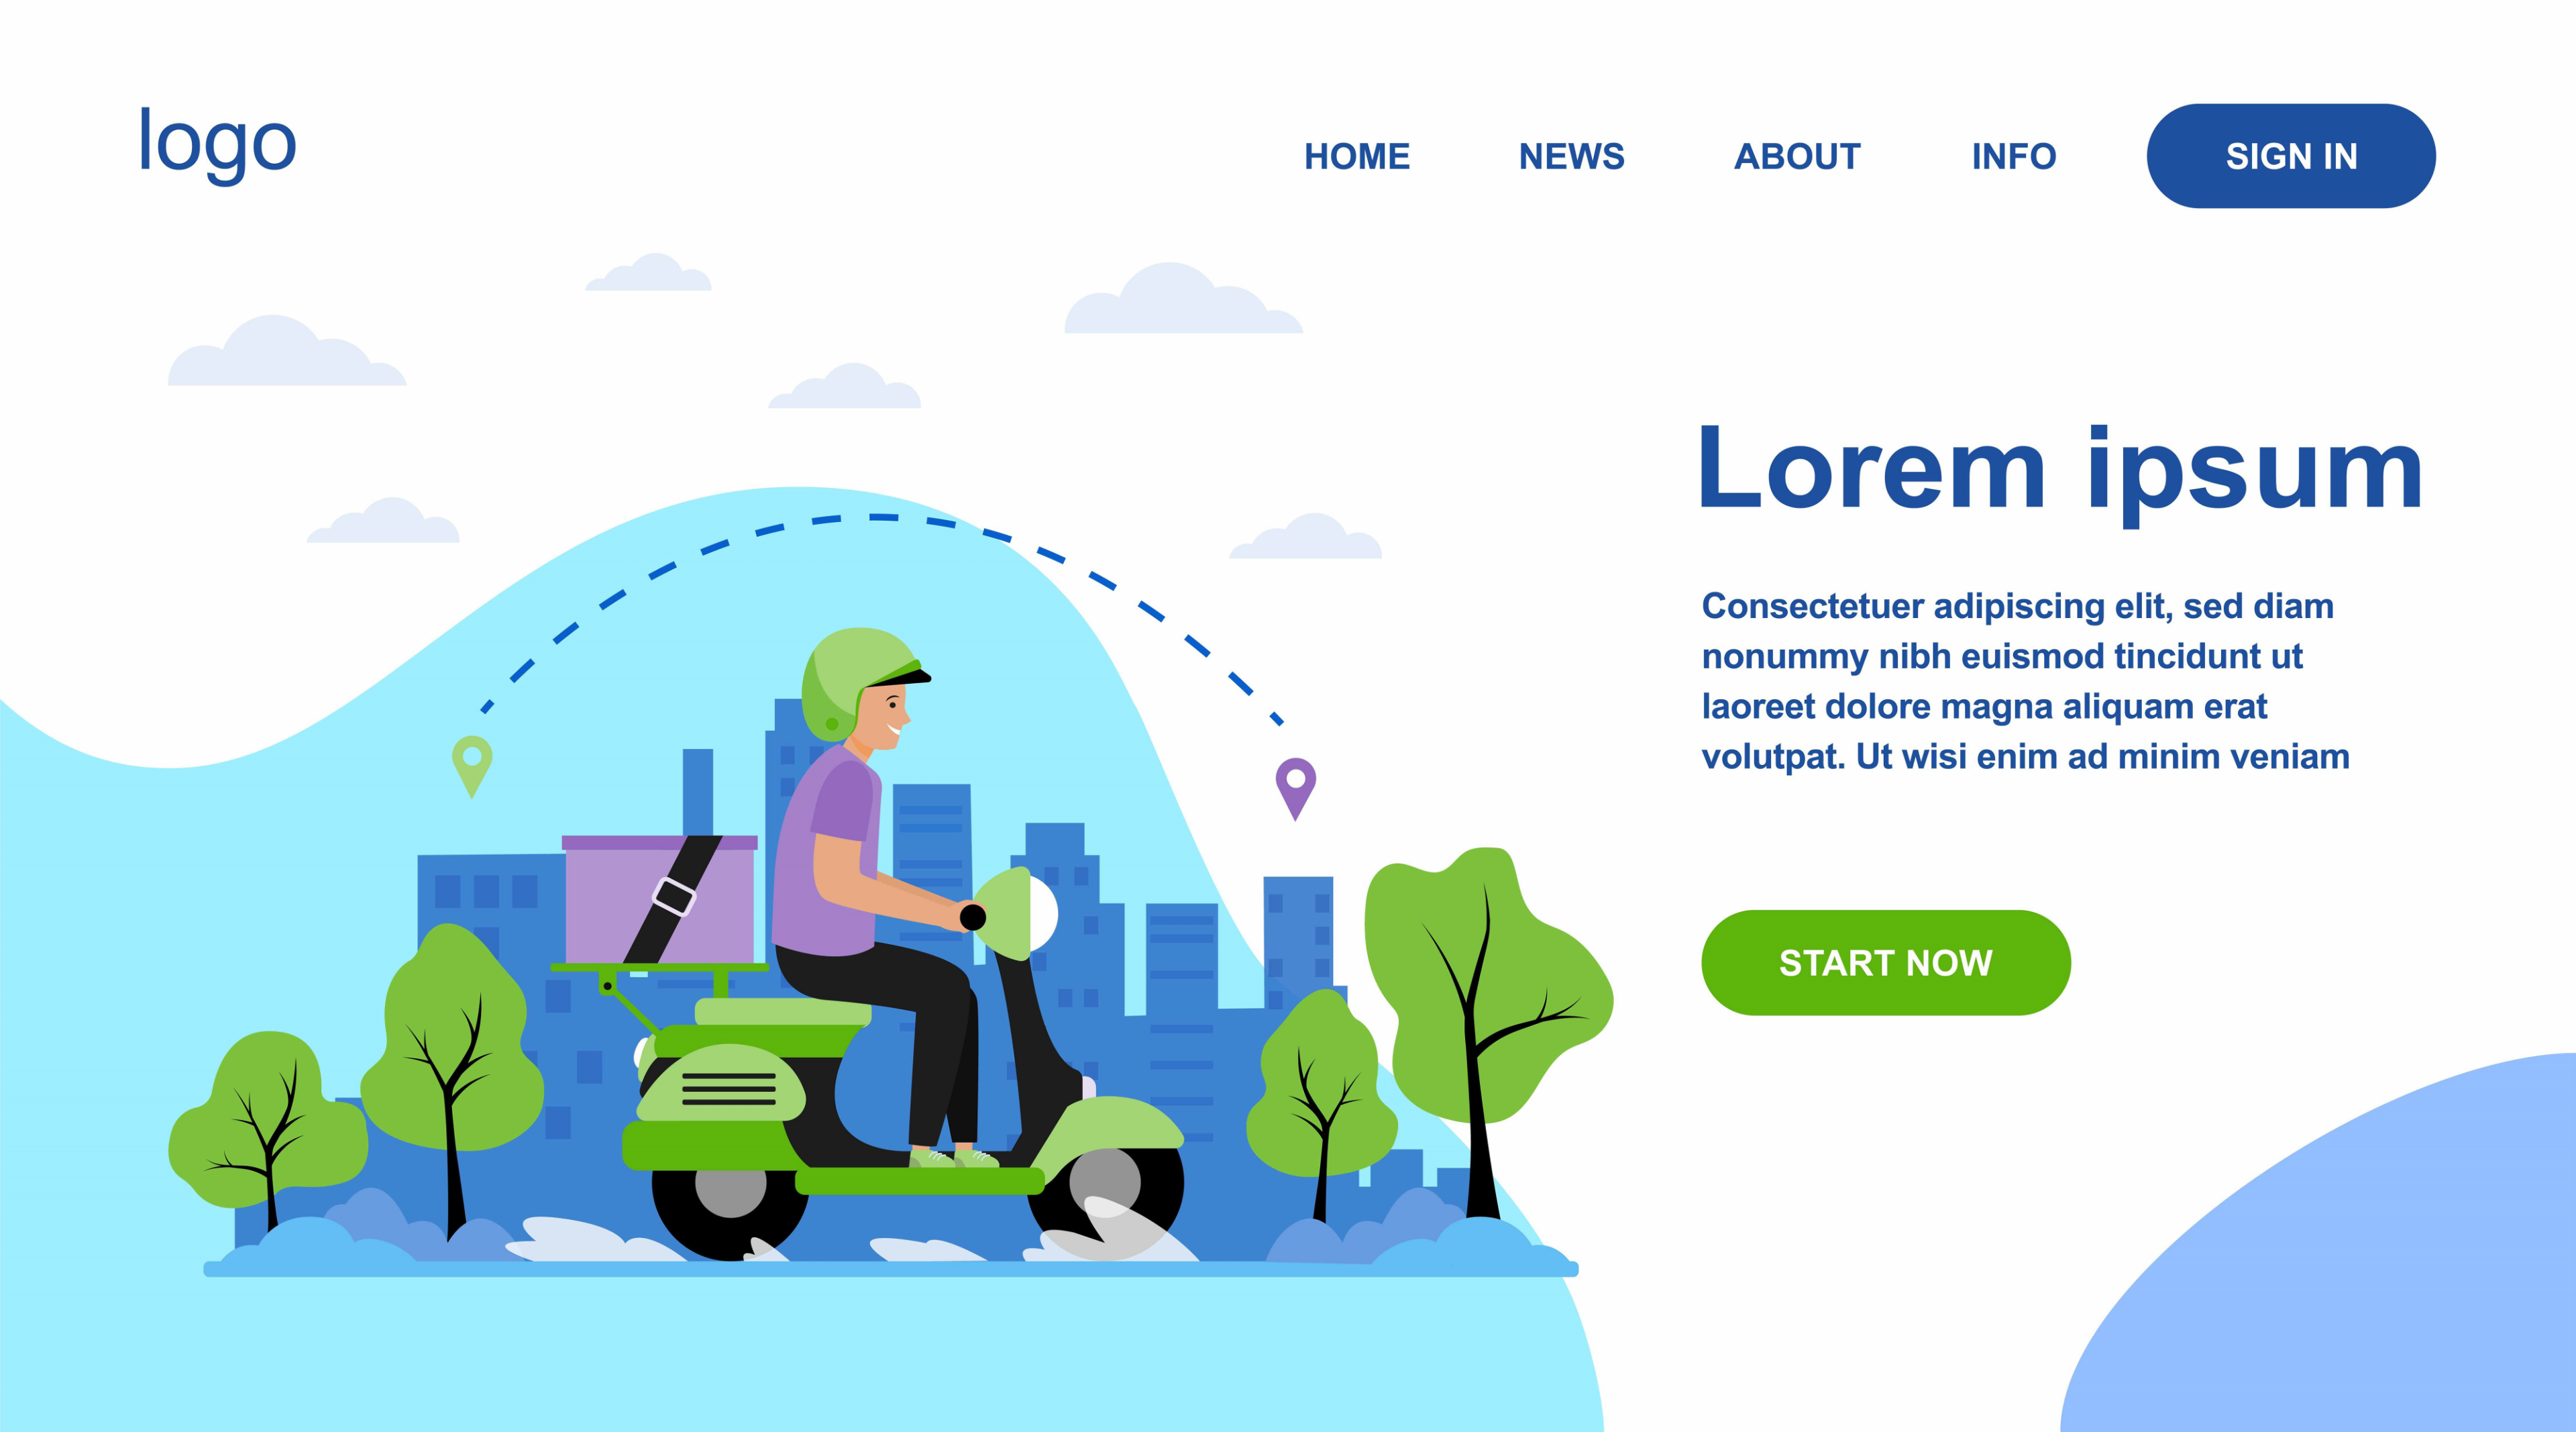 logo
HOME NEWS ABOUT INFO SIGN IN
Lorem ipsum
Consectetuer adipiscing elit, sed diam
nonummy nibh euismod tincidunt ut
laoreet dolore magna aliquam erat
volutpat. Ut wisi enim ad minim veniam
START NOW